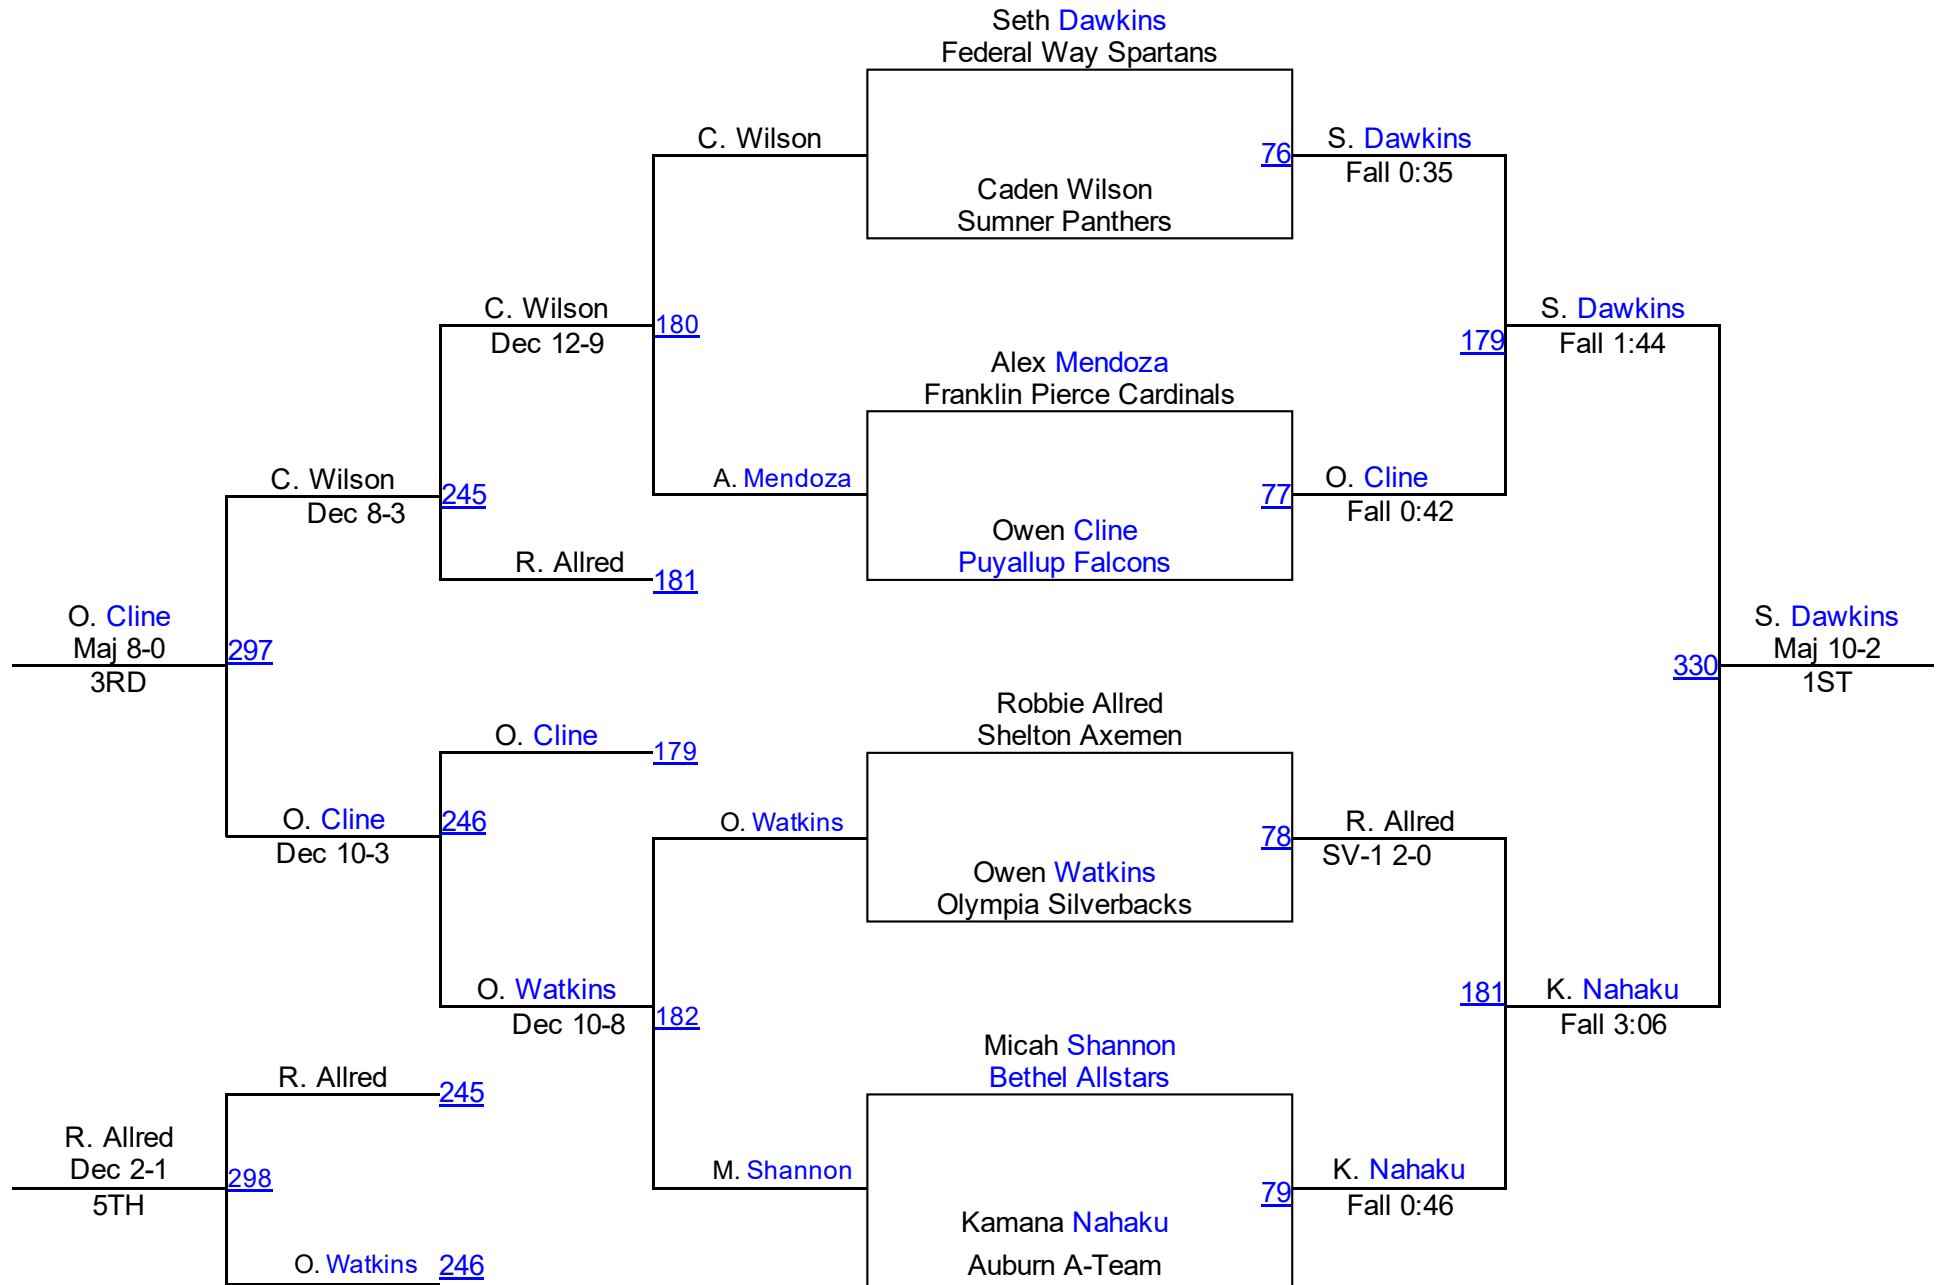 Seth Dawkins
Federal Way Spartans
C. Wilson
76
S. Dawkins
Fall 0:35
Caden Wilson
Sumner Panthers
C. Wilson
Dec 12-9
180
S. Dawkins
Fall 1:44
179
Alex Mendoza
Franklin Pierce Cardinals
C. Wilson
Dec 8-3
245
A. Mendoza
77
O. Cline
Fall 0:42
Owen Cline
Puyallup Falcons
R. Allred
181
O. Cline
Maj 8-0
3RD
297
S. Dawkins
Maj 10-2
1ST
330
Robbie Allred
Shelton Axemen
O. Cline
179
O. Cline
Dec 10-3
246
O. Watkins
78
R. Allred
SV-1 2-0
Owen Watkins
Olympia Silverbacks
O. Watkins
Dec 10-8
182
181
K. Nahaku
Fall 3:06
Micah Shannon
Bethel Allstars
R. Allred
245
R. Allred
Dec 2-1
5TH
298
M. Shannon
79
K. Nahaku
Fall 0:46
Kamana Nahaku
Auburn A-Team
O. Watkins
246